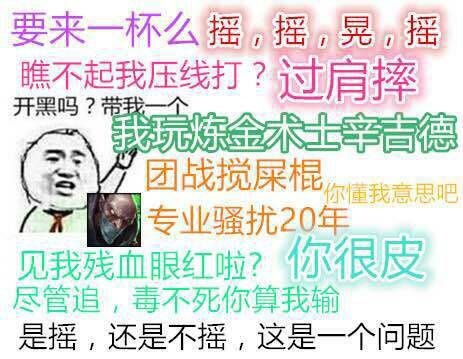 要来一杯么
摇，摇，晃，摇
瞧不起我压线打？
过肩摔
开黑吗？带我一个
我玩炼金术士辛吉德
团战搅屎棍
你懂我意思吧
专业骚扰20年
见我残血眼红啦?
你很皮
尽管追，毒不死你算我输
是摇，还是不摇，这是一个问题